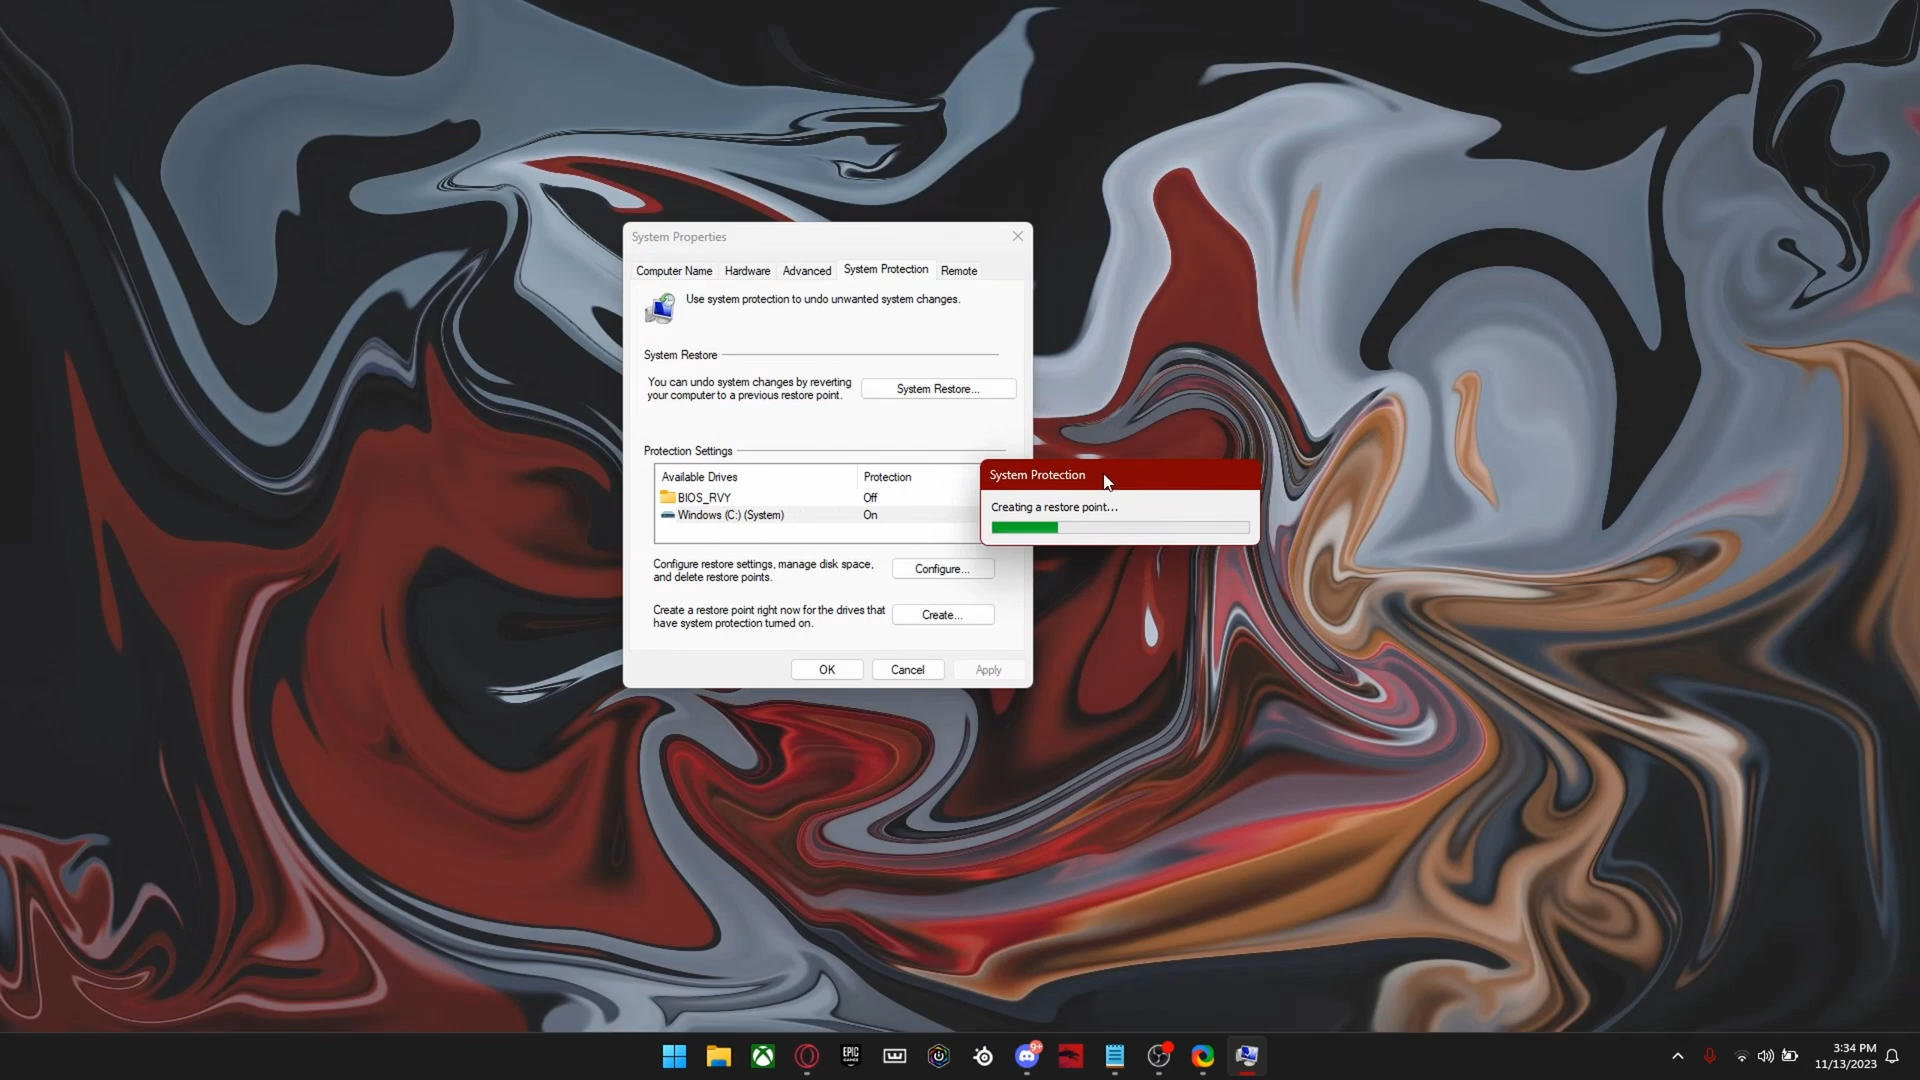 System Properties
Computer Name Hardware Advanced System Protection Remote
Use system protection to undo unwanted system changes.
System Restore
You can undo system changes by reverting
your computer to a previous restore point.
System Restore...
Protection Settings
Available Drives Protection
BIOS_RVY Off
Windows (C:) (System) On
System Protection
Creating a restore point...
Configure restore settings, manage disk space,
and delete restore points.
Configure...
Create a restore point right now for the drives that
have system protection turned on.
Create...
OK Cancel Apply
EPIC
GAMES
9+
3:34 PM
11/13/2023